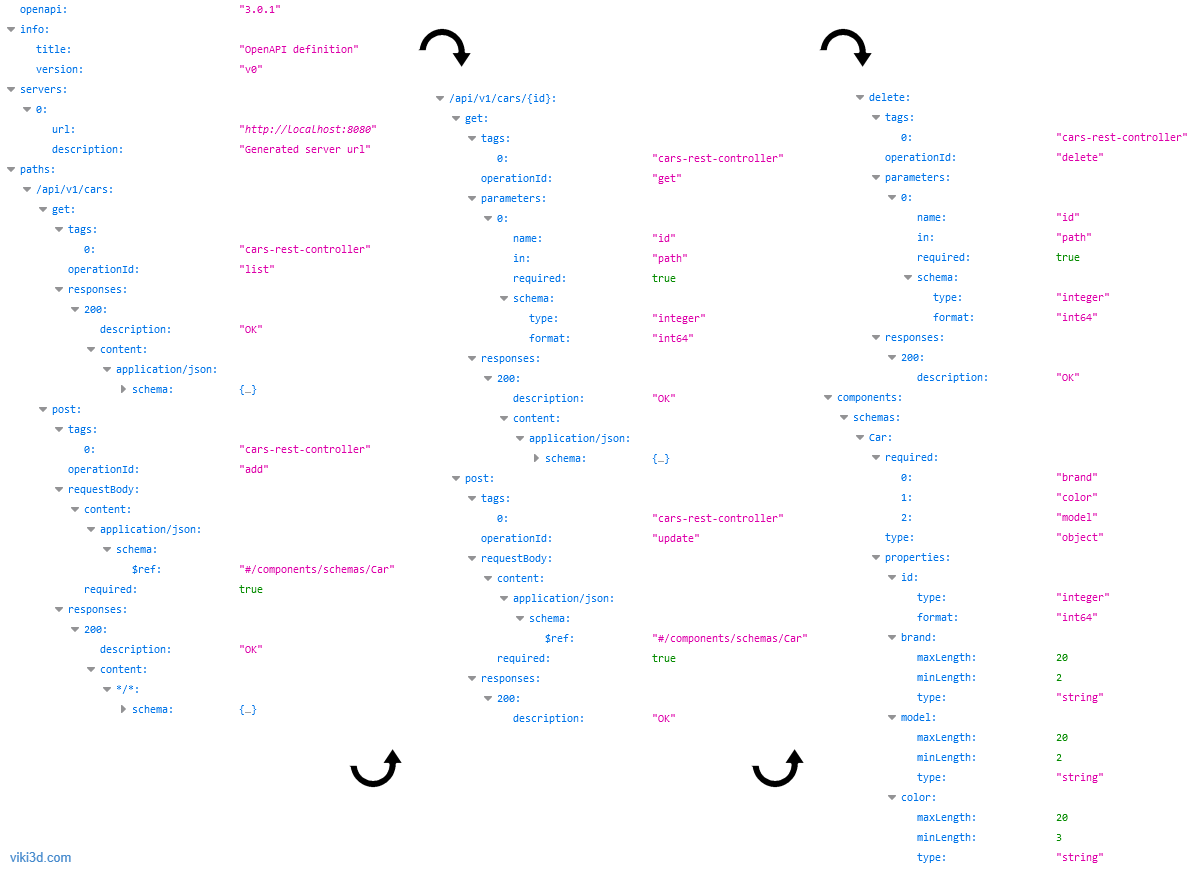 openapi: "3.0.1"
info:
title: "OpenAPI definition"
version: "v0"
servers:
0:
url: "http://localhost:8080"
description: "Generated server url"
paths:
/api/v1/cars:
get:
tags:
0: "cars-rest-controller"
operationId: "list"
responses:
200:
description: "OK"
content:
application/json:
schema: {…}
post:
tags:
0: "cars-rest-controller"
operationId: "add"
requestBody:
content:
application/json:
schema:
$ref: "#/components/schemas/Car"
required: true
responses:
200:
description: "OK"
content:
*/*:
schema: {…}
/api/v1/cars/{id}:
get:
tags:
0: "cars-rest-controller"
operationId: "get"
parameters:
0:
name: "id"
in: "path"
required: true
schema:
type: "integer"
format: "int64"
responses:
200:
description: "OK"
content:
application/json:
schema: {…}
post:
tags:
0: "cars-rest-controller"
operationId: "update"
requestBody:
content:
application/json:
schema:
$ref: "#/components/schemas/Car"
required: true
responses:
200:
description: "OK"
delete:
tags:
0: "cars-rest-controller"
operationId: "delete"
parameters:
0:
name: "id"
in: "path"
required: true
schema:
type: "integer"
format: "int64"
responses:
200:
description: "OK"
components:
schemas:
Car:
required:
0: "brand"
1: "color"
2: "model"
type: "object"
properties:
id:
type: "integer"
format: "int64"
brand:
maxLength: 20
minLength: 2
type: "string"
model:
maxLength: 20
minLength: 2
type: "string"
color:
maxLength: 20
minLength: 3
type: "string"
viki3d.com